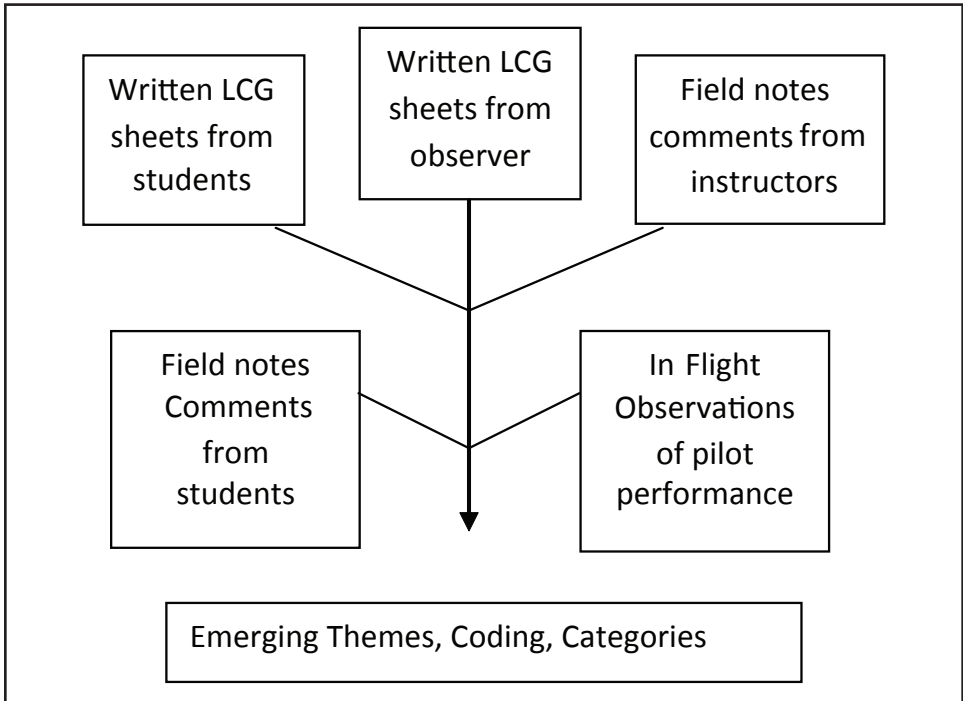 Written LCG
sheets from
students
Written LCG
sheets from
observer
Field notes
comments from
instructors
Field notes
Comments
from
students
In Flight
Observations
of pilot
performance
Emerging Themes, Coding, Categories